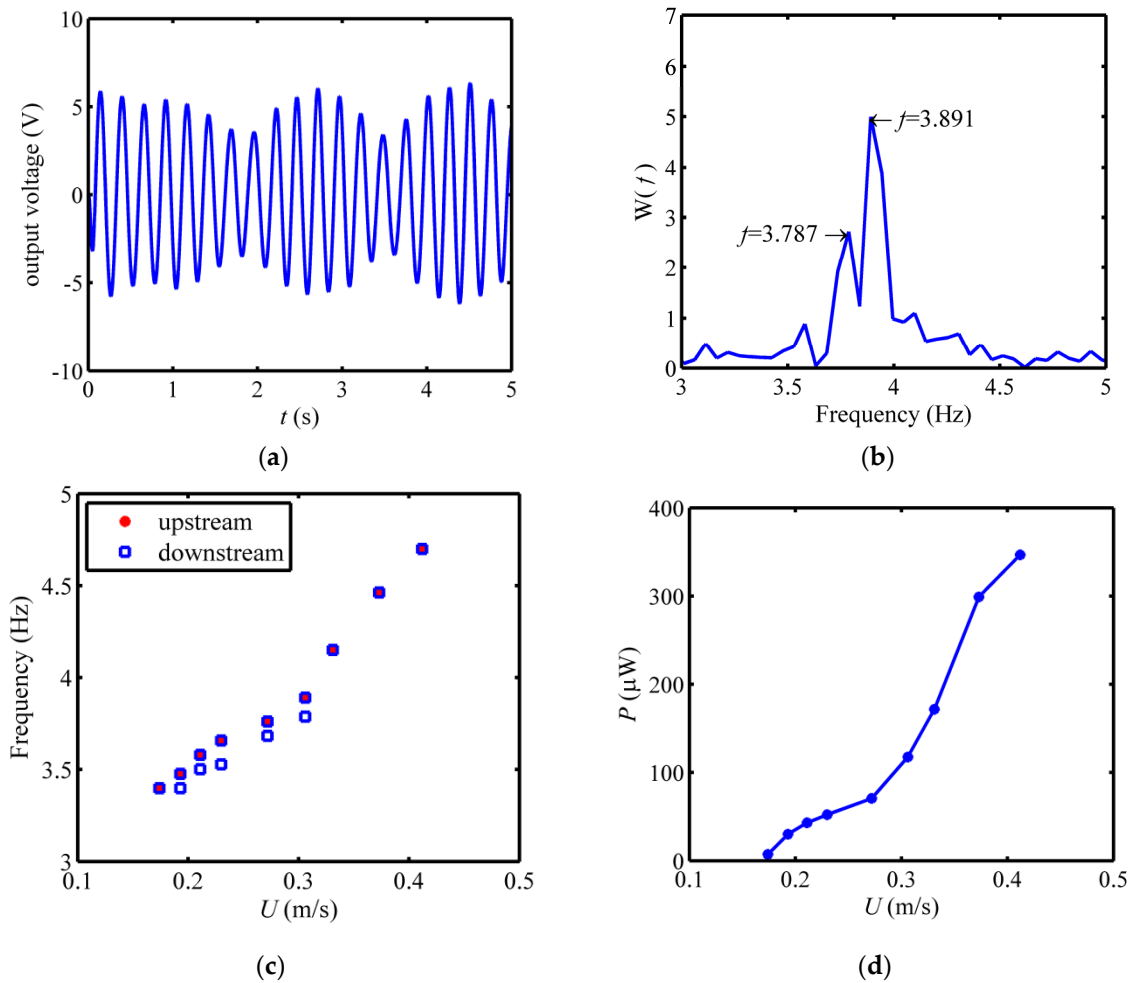 10
5
0
-5
-10
output voltage (V)
0 1 2 3 4 5
t (s)
(a)
7
6
5
4
3
2
1
0
W(f)
f=3.891
f=3.787
3 3.5 4 4.5 5
Frequency (Hz)
(b)
5
4.5
4
3.5
3
Frequency (Hz)
upstream
downstream
0.1 0.2 0.3 0.4 0.5
U (m/s)
(c)
400
300
200
100
0
P (μW)
0.1 0.2 0.3 0.4 0.5
U (m/s)
(d)